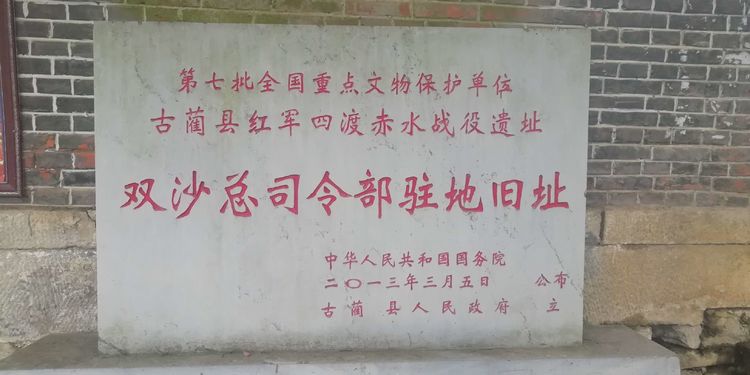 第七批全国重点文物保护单位
古蔺县红军四渡赤水战役遗址
双沙总司令部驻地旧址
中华人民共和国国务院
二〇一三年三月五日 公布
古蔺县人民政府 立